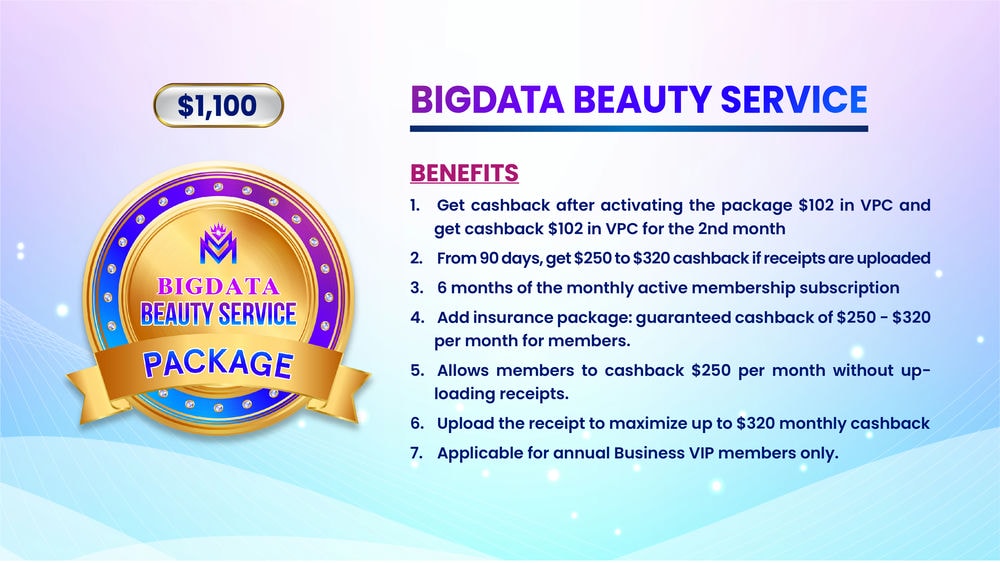 $1,100
BIGDATA
BEAUTY SERVICE
PACKAGE
BIGDATA BEAUTY SERVICE
BENEFITS
1. Get cashback after activating the package $102 in VPC and
get cashback $102 in VPC for the 2nd month
2. From 90 days, get $250 to $320 cashback if receipts are uploaded
3. 6 months of the monthly active membership subscription
4. Add insurance package: guaranteed cashback of $250 - $320
per month for members.
5. Allows members to cashback $250 per month without up-
loading receipts.
6. Upload the receipt to maximize up to $320 monthly cashback
7. Applicable for annual Business VIP members only.